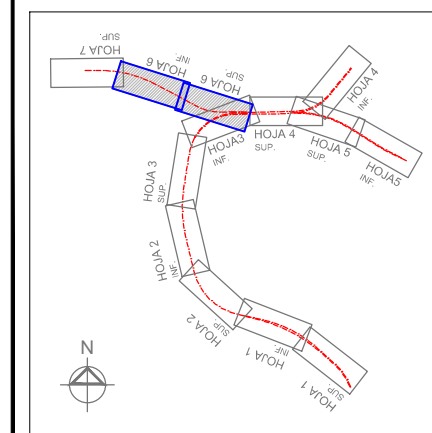 HOJA 7
SUP.
HOJA 6
INF.
HOJA 6
SUP.
HOJA 4
INF.
HOJA3
INF.
HOJA 4
SUP.
HOJA 5
SUP.
HOJA5
INF.
HOJA 3
SUP.
HOJA 2
INF.
HOJA 2
SUP.
HOJA 1
INF.
HOJA 1
SUP.
N